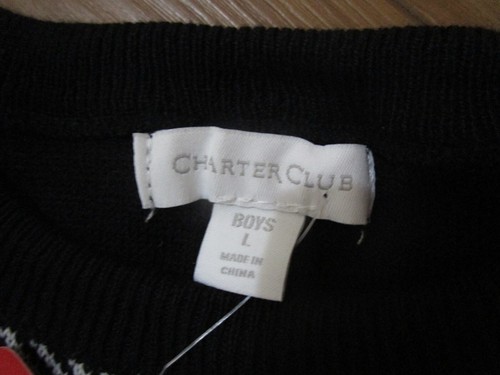 CHARTER CLUB
BOYS
L
MADE IN
CHINA